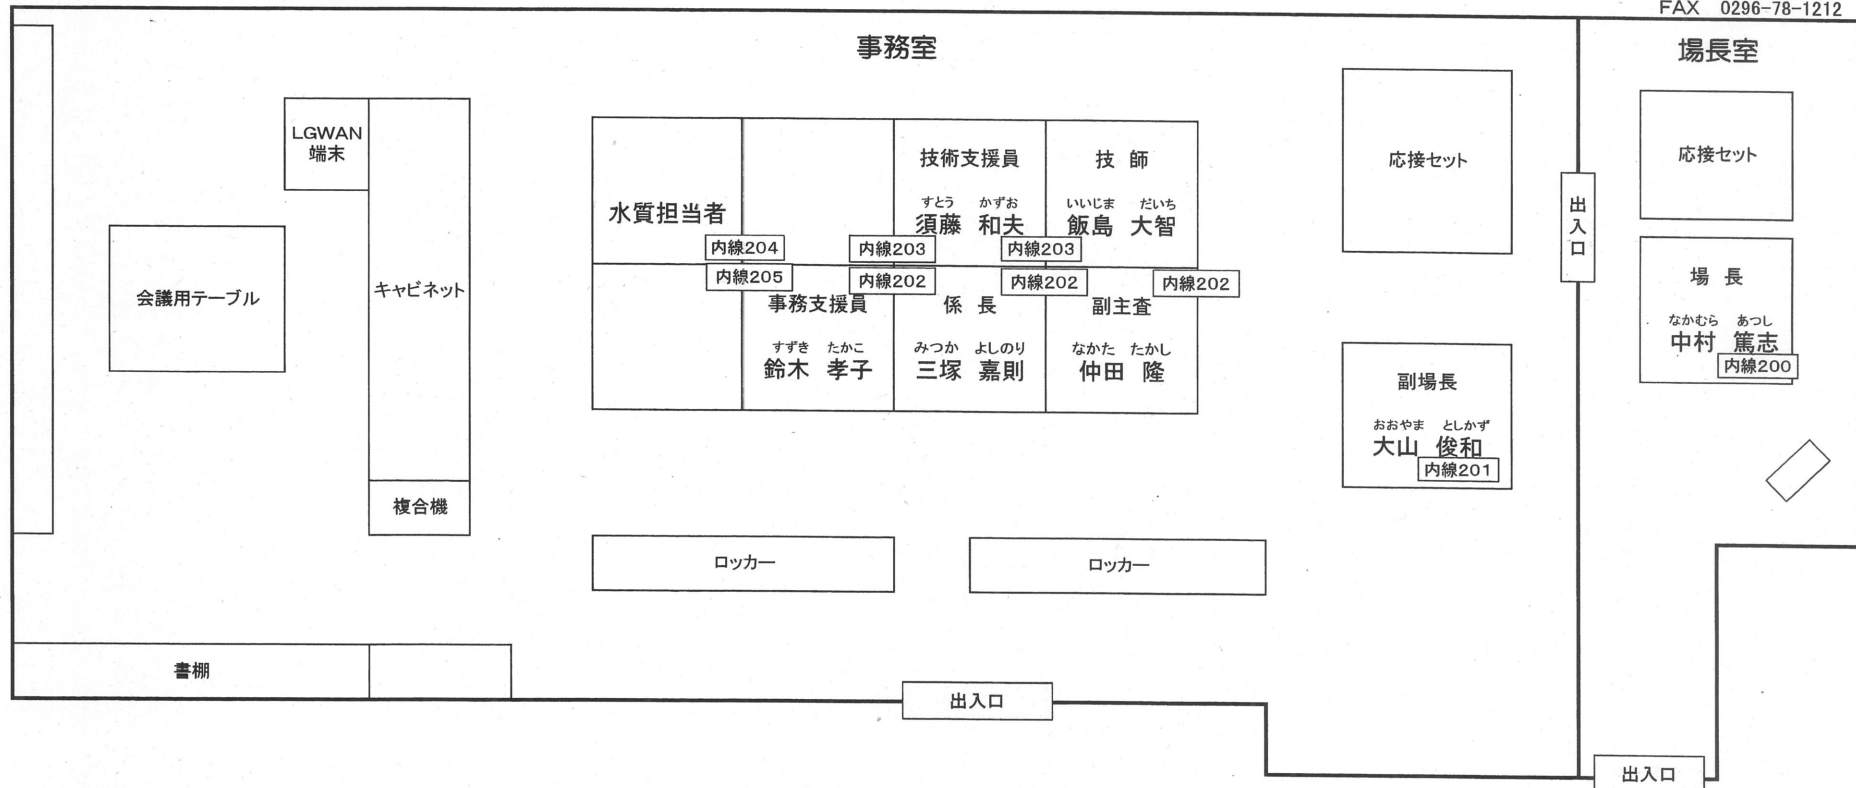 FAX 0296-78-1212
事務室
場長室
LGWAN
端末
キャビネット
会議用テーブル
複合機
書棚
水質担当者
内線204
内線203
技術支援員
すとう かずお
須藤 和夫
内線203
技 師
いいじま だいち
飯島 大智
内線205
内線202
内線202
内線202
事務支援員
すずき たかこ
鈴木 孝子
係 長
みつか よしのり
三塚 嘉則
副主査
なかた たかし
仲田 隆
ロッカー
ロッカー
応接セット
副場長
おおやま としかず
大山 俊和
内線201
出入口
応接セット
場 長
なかむら あつし
中村 篤志
内線200
出入口
出入口